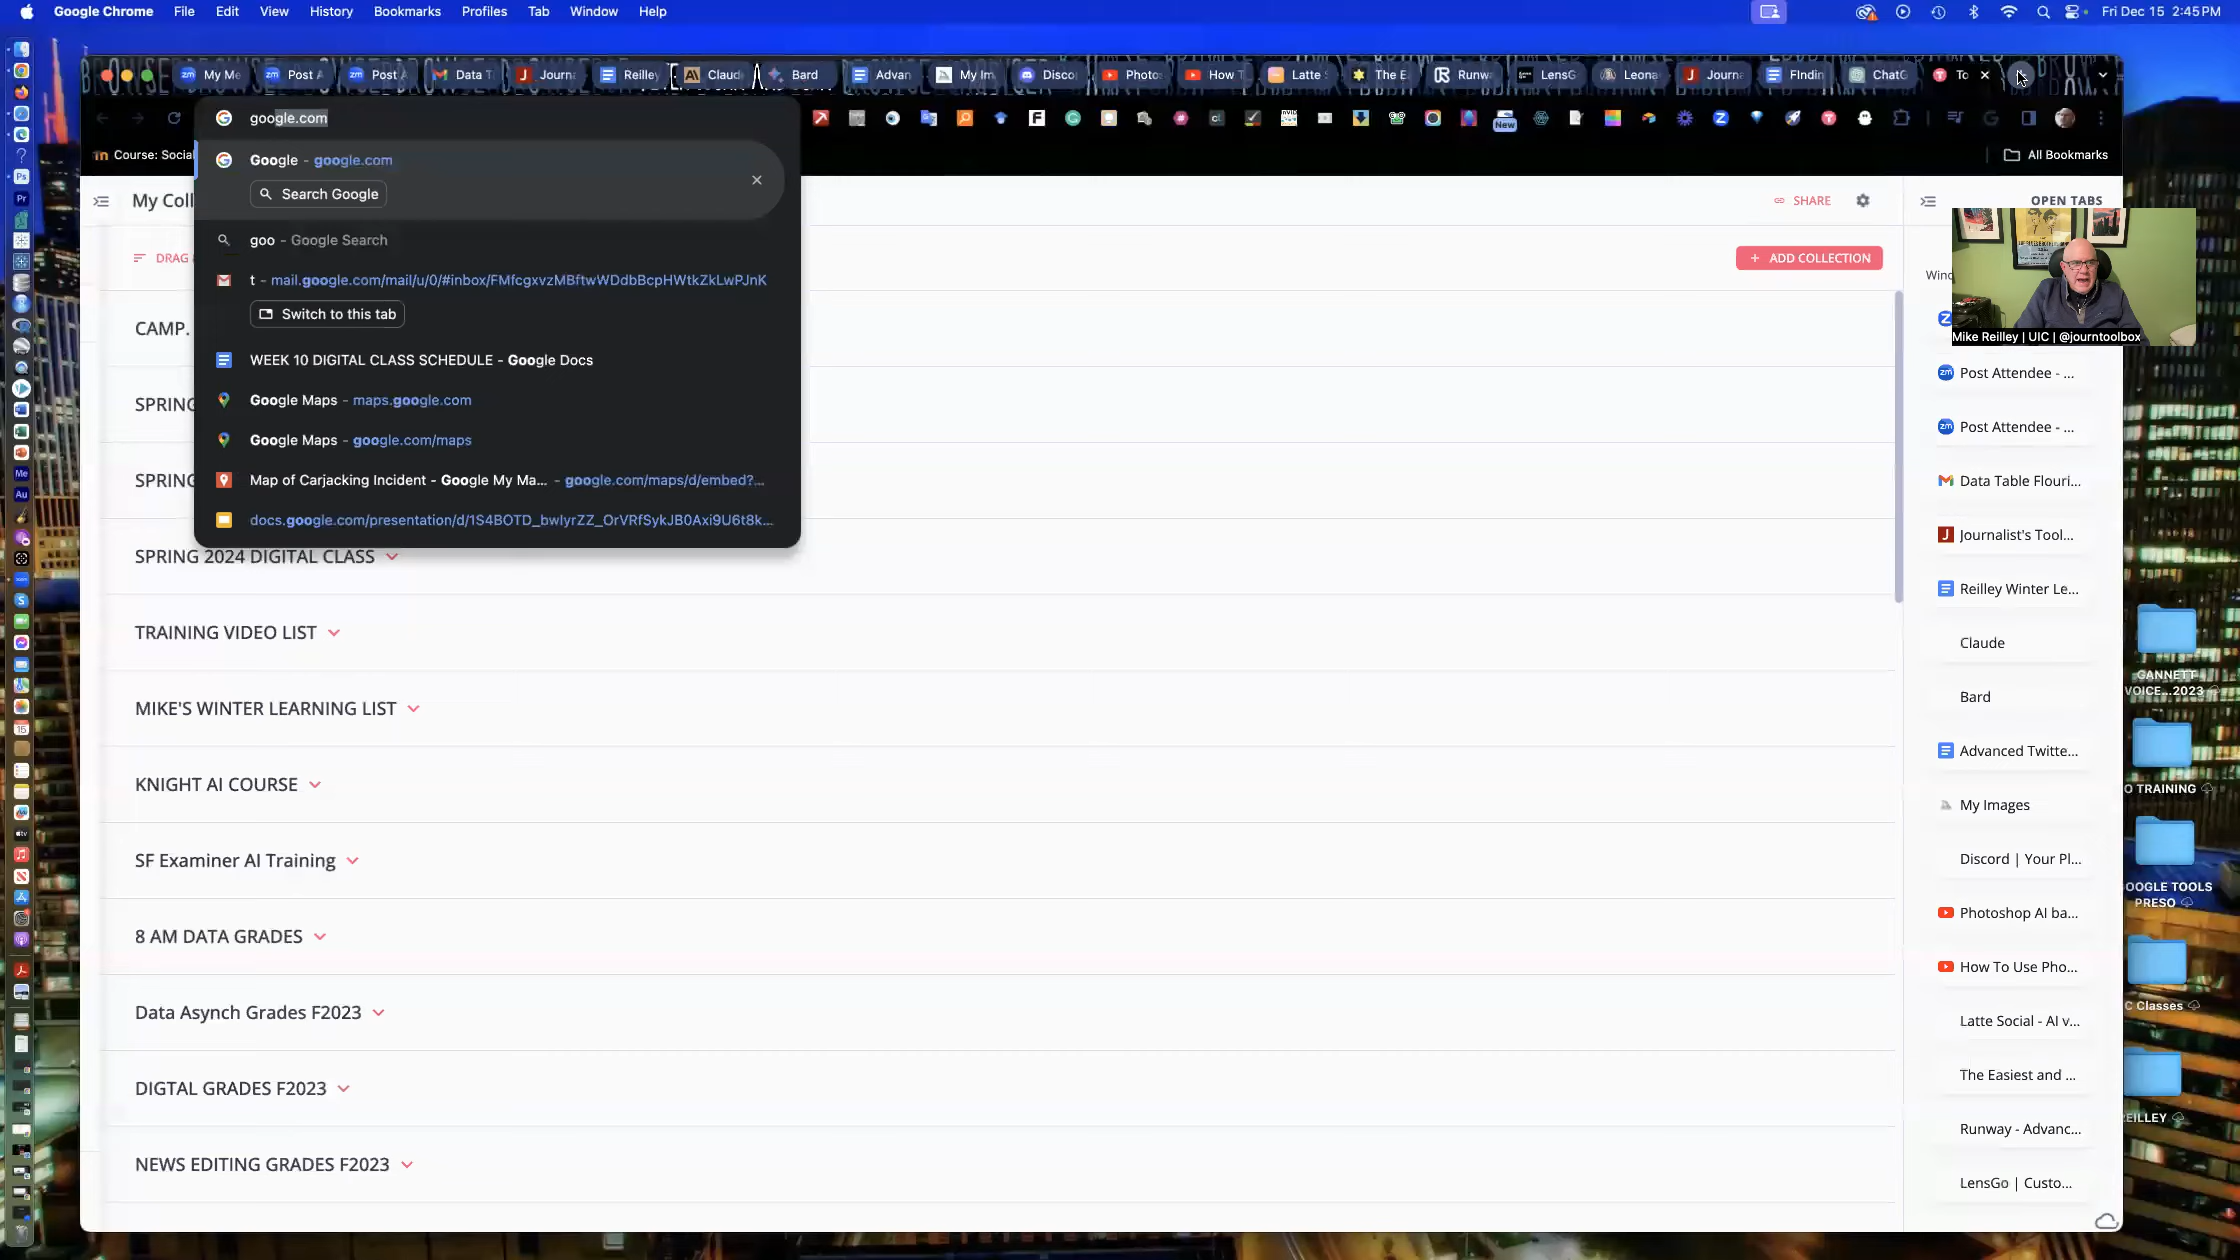 Google Chrome File Edit View History Bookmarks Profiles Tab Window Help
Fri Dec 15 2:45 PM
My Me
Post A
Post A
Data T
Journa
Reilley
Claud
Bard
Advan
My Im
Disco
Photos
How T
Latte S
The E
Runw
LensG
Leona
Journa
FIndin
ChatG
To
google.com
New
Course: Social
All Bookmarks
Google - google.com
Search Google
goo - Google Search
t - mail.google.com/mail/u/0/#inbox/FMfcgxvzMBftwWDdbBcpHWtkZkLwPJnK
Switch to this tab
WEEK 10 DIGITAL CLASS SCHEDULE - Google Docs
Google Maps - maps.google.com
Google Maps - google.com/maps
Map of Carjacking Incident - Google My Ma... - google.com/maps/d/embed?...
docs.google.com/presentation/d/1S4BOTD_bwIyrZZ_OrVRfSykJB0Axi9U6t8k...
My Coll
SHARE
DRAG
ADD COLLECTION
CAMP.
SPRING
SPRING
SPRING 2024 DIGITAL CLASS
TRAINING VIDEO LIST
MIKE'S WINTER LEARNING LIST
KNIGHT AI COURSE
SF Examiner AI Training
8 AM DATA GRADES
Data Asynch Grades F2023
DIGTAL GRADES F2023
NEWS EDITING GRADES F2023
OPEN TABS
Wind
Mike Reilley | UIC | @journtoolbox
Post Attendee - ...
Post Attendee - ...
Data Table Flouri...
Journalist's Tool...
Reilley Winter Le...
Claude
Bard
Advanced Twitte...
My Images
Discord | Your Pl...
Photoshop AI ba...
How To Use Pho...
Latte Social - AI v...
The Easiest and ...
Runway - Advanc...
LensGo | Custo...
GANNETT
VOICE...2023
O TRAINING
OOGLE TOOLS
PRESO
C Classes
EILLEY